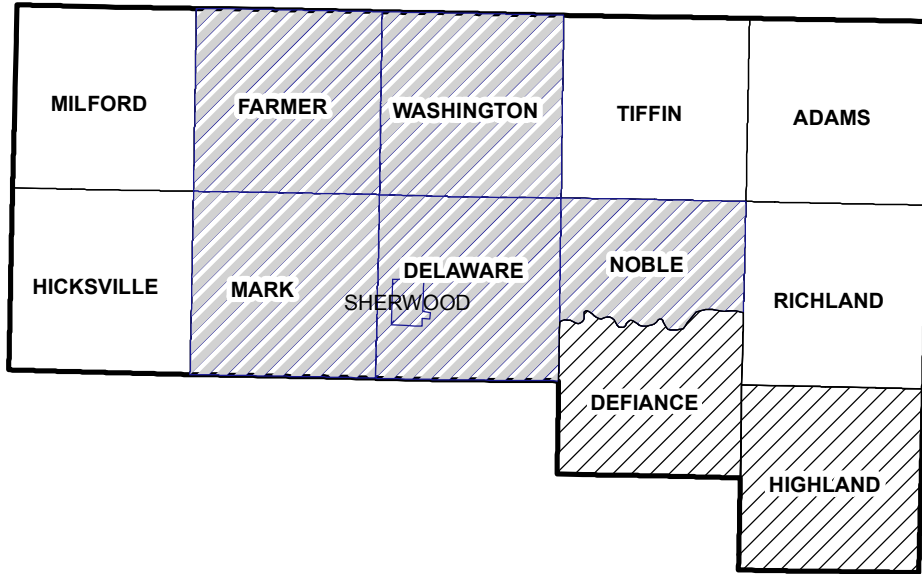 MILFORD
FARMER
WASHINGTON
TIFFIN
ADAMS
HICKSVILLE
MARK
DELAWARE
SHERWOOD
NOBLE
RICHLAND
DEFIANCE
HIGHLAND